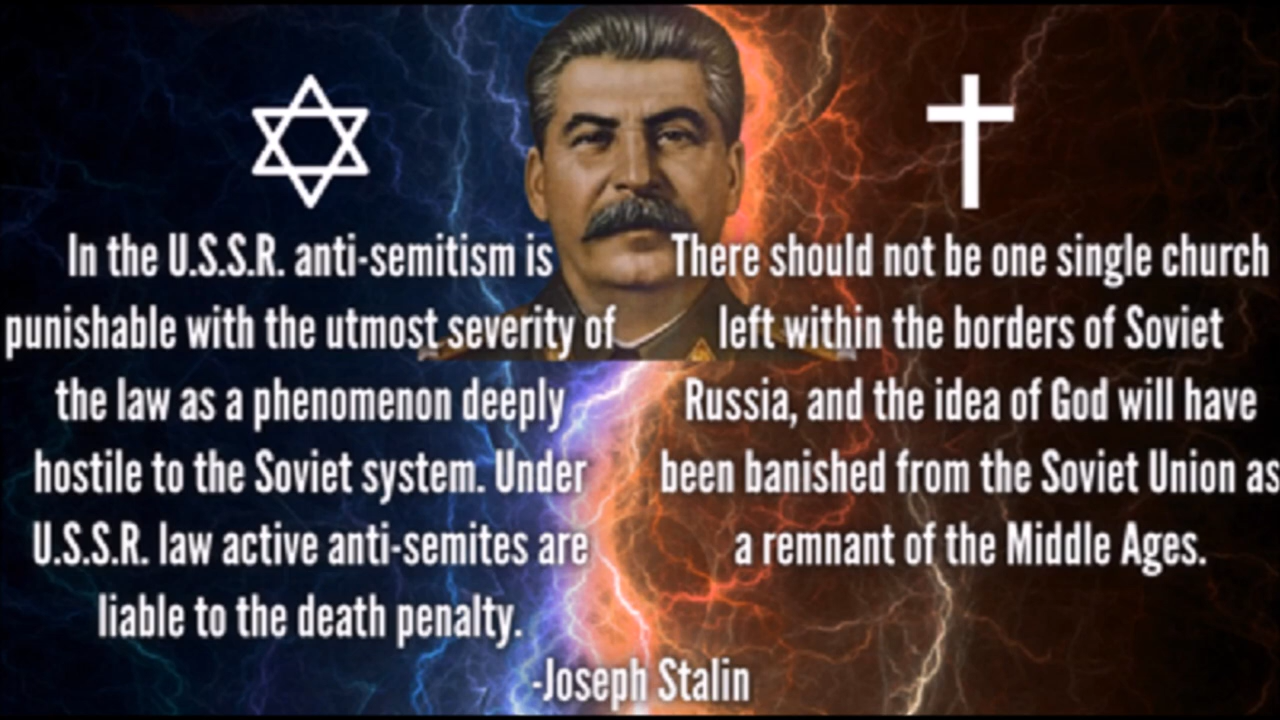 In the U.S.S.R. anti-semitism is
punishable with the utmost severity of
the law as a phenomenon deeply
hostile to the Soviet system. Under
U.S.S.R. law active anti-semites are
liable to the death penalty.
There should not be one single church
left within the borders of Soviet
Russia, and the idea of God will have
been banished from the Soviet Union as
a remnant of the Middle Ages.
-Joseph Stalin